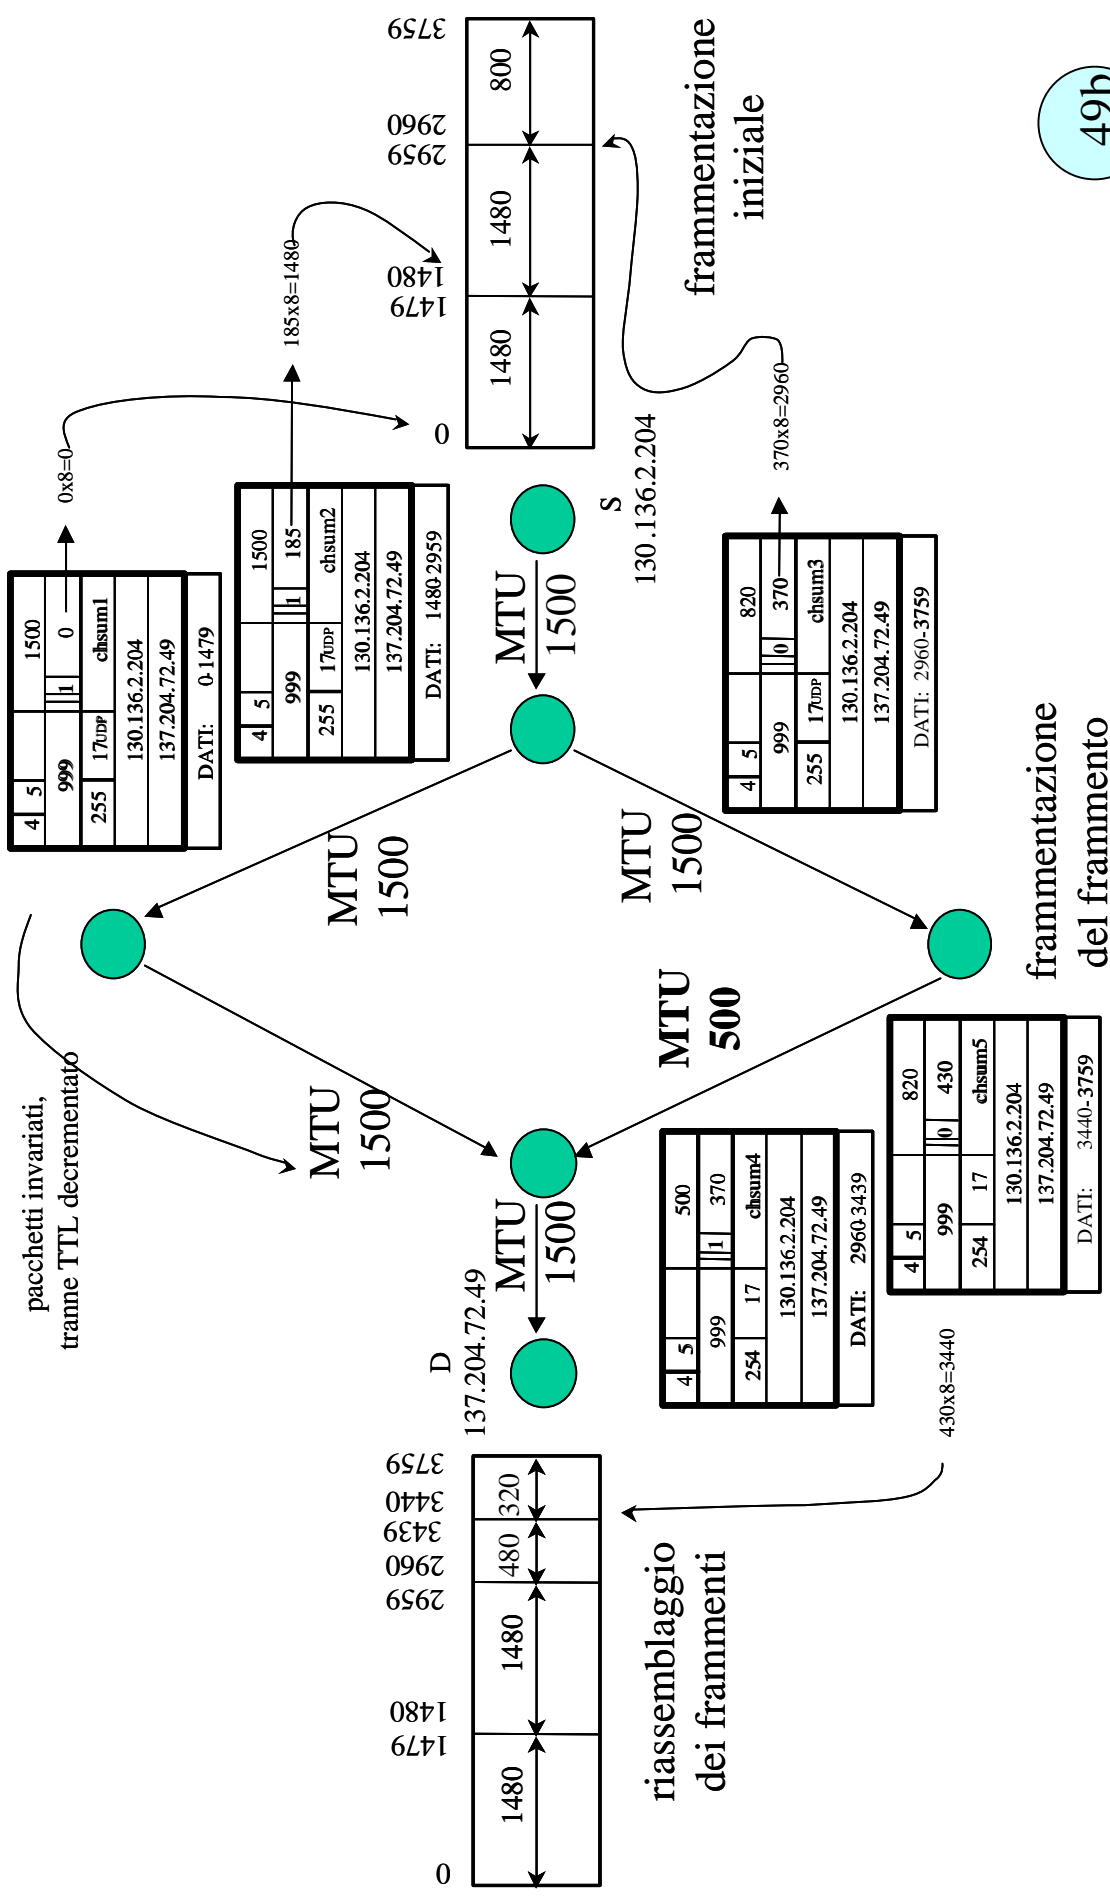 pacchetti invariati,
tranne TTL decrementato
4 5 1500
999 1 0
255 17UDP chsum1
130.136.2.204
137.204.72.49
DATI: 0-1479
0x8=0
4 5 1500
999 1 185
255 17UDP chsum2
130.136.2.204
137.204.72.49
DATI: 1480-2959
185x8=1480
MTU
1500
MTU
1500
D
137.204.72.49
MTU
1500
MTU
1500
S
130.136.2.204
0 1479 1480 2959 2960 3439 3440 3759
1480 1480 480 320
riassemblaggio
dei frammenti
0 1479 1480 2959 2960 3759
1480 1480 800
frammentazione
iniziale
MTU
500
MTU
1500
4 5 500
999 1 370
254 17 chsum4
130.136.2.204
137.204.72.49
DATI: 2960-3439
4 5 820
999 0 370
255 17UDP chsum3
130.136.2.204
137.204.72.49
DATI: 2960-3759
370x8=2960
4 5 820
999 0 430
254 17 chsum5
130.136.2.204
137.204.72.49
DATI: 3440-3759
430x8=3440
frammentazione
del frammento
49b